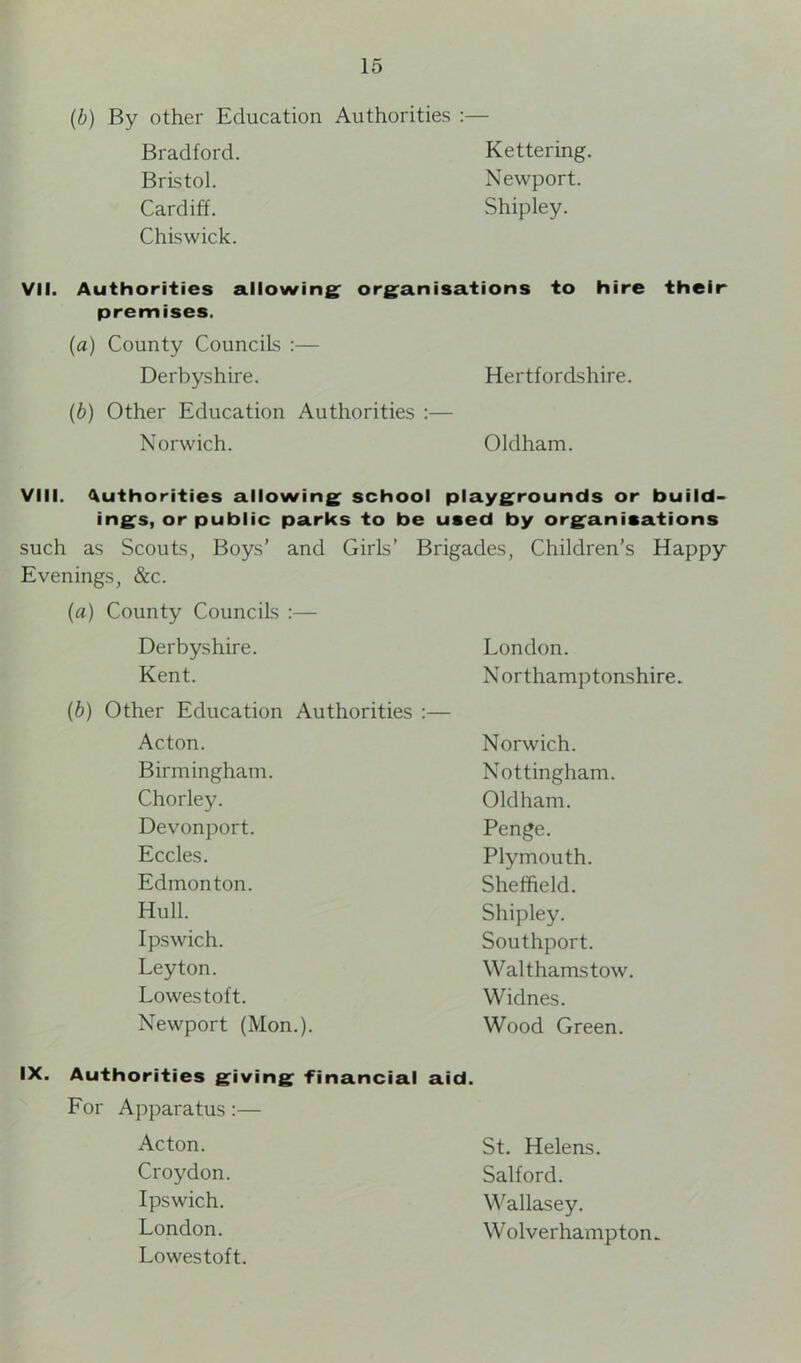 15
(b) By other Education Authorities :—
Bradford. Kettering.
Bristol. Newport.
Cardiff. Shipley.
Chiswick.
VII. Authorities allowing organisations to hire their
premises.
(a) County Councils :—
Derbyshire. Hertfordshire.
(b) Other Education Authorities :—
Norwich. Oldham.
VIII. Authorities allowing school playgrounds or build-
ings, or public parks to be used by organisations
such as Scouts, Boys' and Girls' Brigades, Children's Happy
Evenings, &c.
(a) County Councils :—
Derbyshire. London.
Kent. Northamptonshire.
(b) Other Education Authorities :—
Acton. Norwich.
Birmingham. Nottingham.
Chorley. Oldham.
Devonport. Penge.
Eccles. Plymouth.
Edmonton. Sheffield.
Hull. Shipley.
Ipswich. Southport.
Leyton. Walthamstow.
Lowestoft. Widnes.
Newport (Mon.). Wood Green.
IX. Authorities giving financial aid.
For Apparatus :—
Acton. St. Helens.
Croydon. Salford.
Ipswich. Wallasey.
London. Wolverhampton.
Lowestoft.